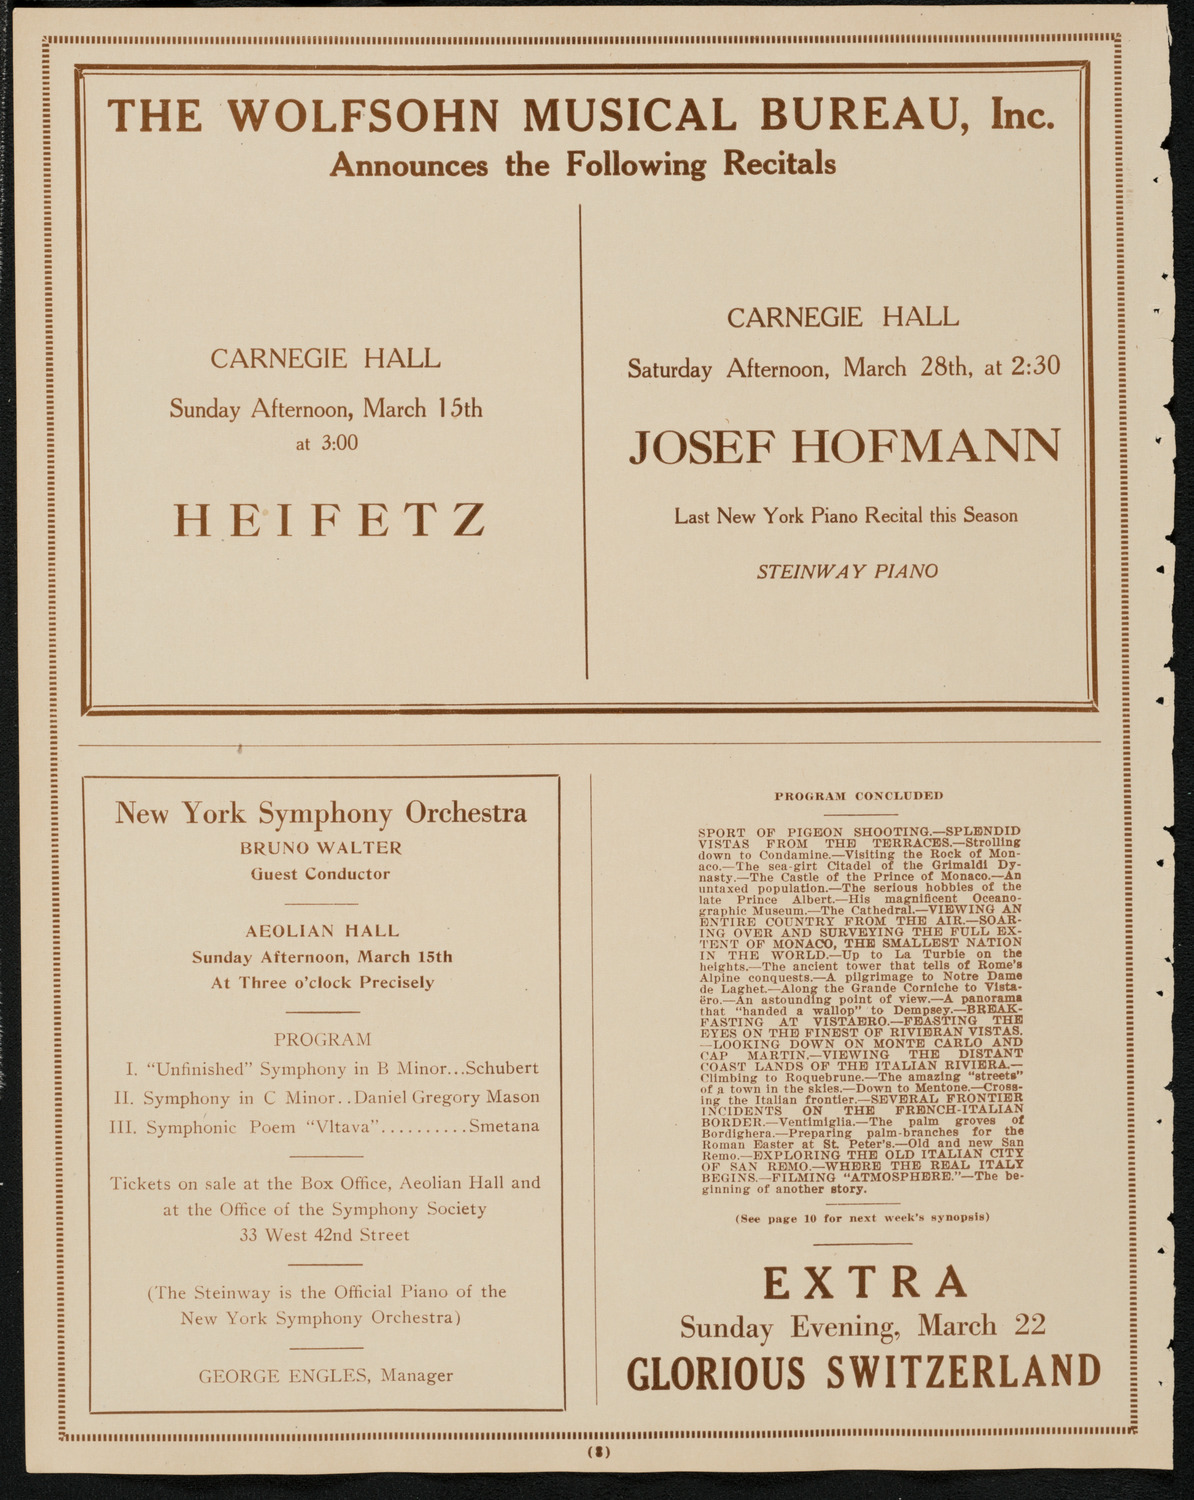 THE WOLFSOHN MUSICAL BUREAU, Inc.
Announces the Following Recitals
CARNEGIE HALL
Sunday Afternoon, March 15th
at 3:00
HEIFETZ
CARNEGIE HALL
Saturday Afternoon, March 28th, at 2:30
JOSEF HOFMANN
Last New York Piano Recital this Season
STEINWAY PIANO
New York Symphony Orchestra
BRUNO WALTER
Guest Conductor
AEOLIAN HALL
Sunday Afternoon, March 15th
At Three o'clock Precisely
PROGRAM
I. "Unfinished" Symphony in B Minor...Schubert
II. Symphony in C Minor..Daniel Gregory Mason
III. Symphonic Poem "Vltava"..........Smetana
Tickets on sale at the Box Office, Aeolian Hall and
at the Office of the Symphony Society
33 West 42nd Street
(The Steinway is the Official Piano of the
New York Symphony Orchestra)
GEORGE ENGLES, Manager
PROGRAM CONCLUDED
SPORT OF PIGEON SHOOTING.—SPLENDID
VISTAS FROM THE TERRACES.—Strolling
down to Condamine.—Visiting the Rock of Mon-
aco.—The sea-girt Citadel of the Grimaldi Dy-
nasty.—The Castle of the Prince of Monaco.—An
untaxed population.—The serious hobbies of the
late Prince Albert.—His magnificent Oceano-
graphic Museum.—The Cathedral.—VIEWING AN
ENTIRE COUNTRY FROM THE AIR.—SOAR-
ING OVER AND SURVEYING THE FULL EX-
TENT OF MONACO, THE SMALLEST NATION
IN THE WORLD.—Up to La Turbie on the
heights.—The ancient tower that tells of Rome's
Alpine conquests.—A pilgrimage to Notre Dame
de Laghet.—Along the Grande Corniche to Vista-
ëro.—An astounding point of view.—A panorama
that "handed a wallop" to Dempsey.—BREAK-
FASTING AT VISTAERO.—FEASTING THE
EYES ON THE FINEST OF RIVIERAN VISTAS.
—LOOKING DOWN ON MONTE CARLO AND
CAP MARTIN.—VIEWING THE DISTANT
COAST LANDS OF THE ITALIAN RIVIERA.—
Climbing to Roquebrune.—The amazing "streets"
of a town in the skies.—Down to Mentone.—Cross-
ing the Italian frontier.—SEVERAL FRONTIER
INCIDENTS ON THE FRENCH-ITALIAN
BORDER.—Ventimiglia.—The palm groves of
Bordighera.—Preparing palm-branches for the
Roman Easter at St. Peter's.—Old and new San
Remo.—EXPLORING THE OLD ITALIAN CITY
OF SAN REMO.—WHERE THE REAL ITALY
BEGINS.—FILMING "ATMOSPHERE."—The be-
ginning of another story.
(See page 10 for next week's synopsis)
EXTRA
Sunday Evening, March 22
GLORIOUS SWITZERLAND
(8)